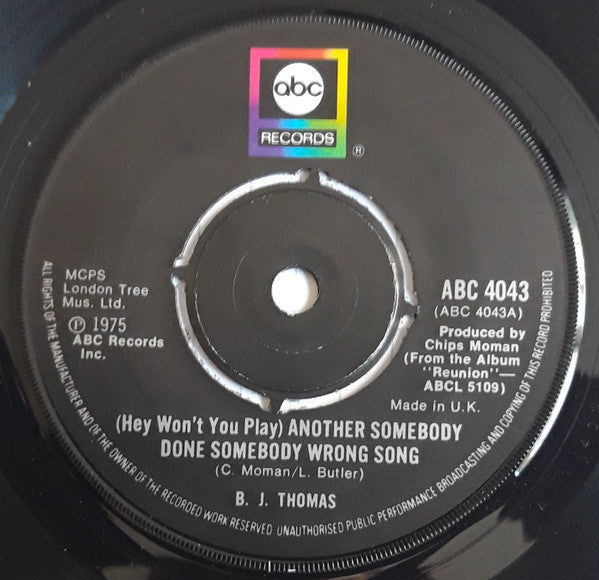 abc
RECORDS
®
MCPS
London Tree
Mus. Ltd.
Ⓟ 1975
ABC Records
Inc.
ABC 4043
(ABC 4043A)
Produced by
Chips Moman
(From the Album
"Reunion"—
ABCL 5109)
Made in U.K.
(Hey Won't You Play) ANOTHER SOMEBODY
DONE SOMEBODY WRONG SONG
(C. Moman/L. Butler)
B. J. THOMAS
ALL RIGHTS OF THE MANUFACTURER AND OF THE OWNER OF THE RECORDED WORK RESERVED UNAUTHORISED PUBLIC PERFORMANCE BROADCASTING AND COPYING OF THIS RECORD PROHIBITED